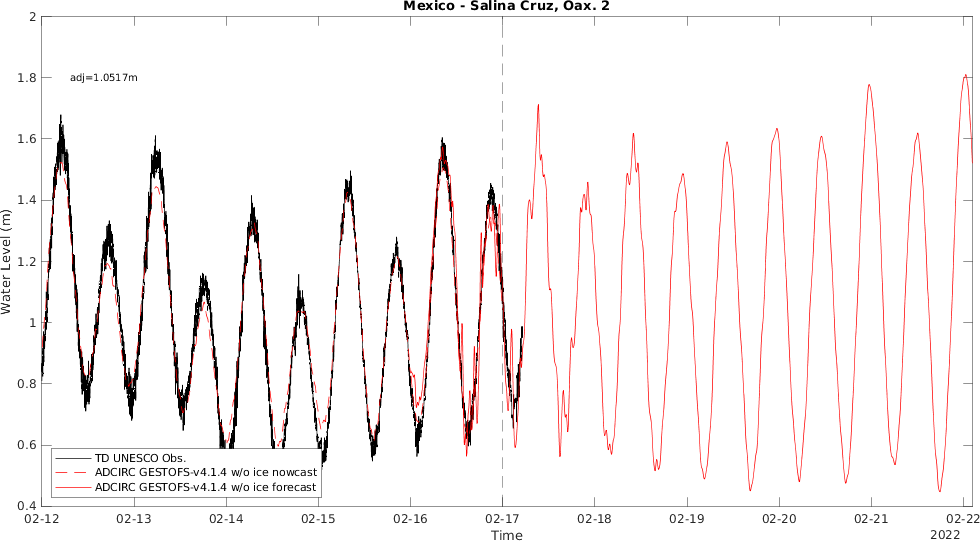 Mexico - Salina Cruz, Oax. 2
2
1.8
1.6
1.4
1.2
1
0.8
0.6
0.4
Water Level (m)
adj=1.0517m
TD UNESCO Obs.
ADCIRC GESTOFS-v4.1.4 w/o ice nowcast
ADCIRC GESTOFS-v4.1.4 w/o ice forecast
02-12 02-13 02-14 02-15 02-16 02-17 02-18 02-19 02-20 02-21 02-22
Time
2022